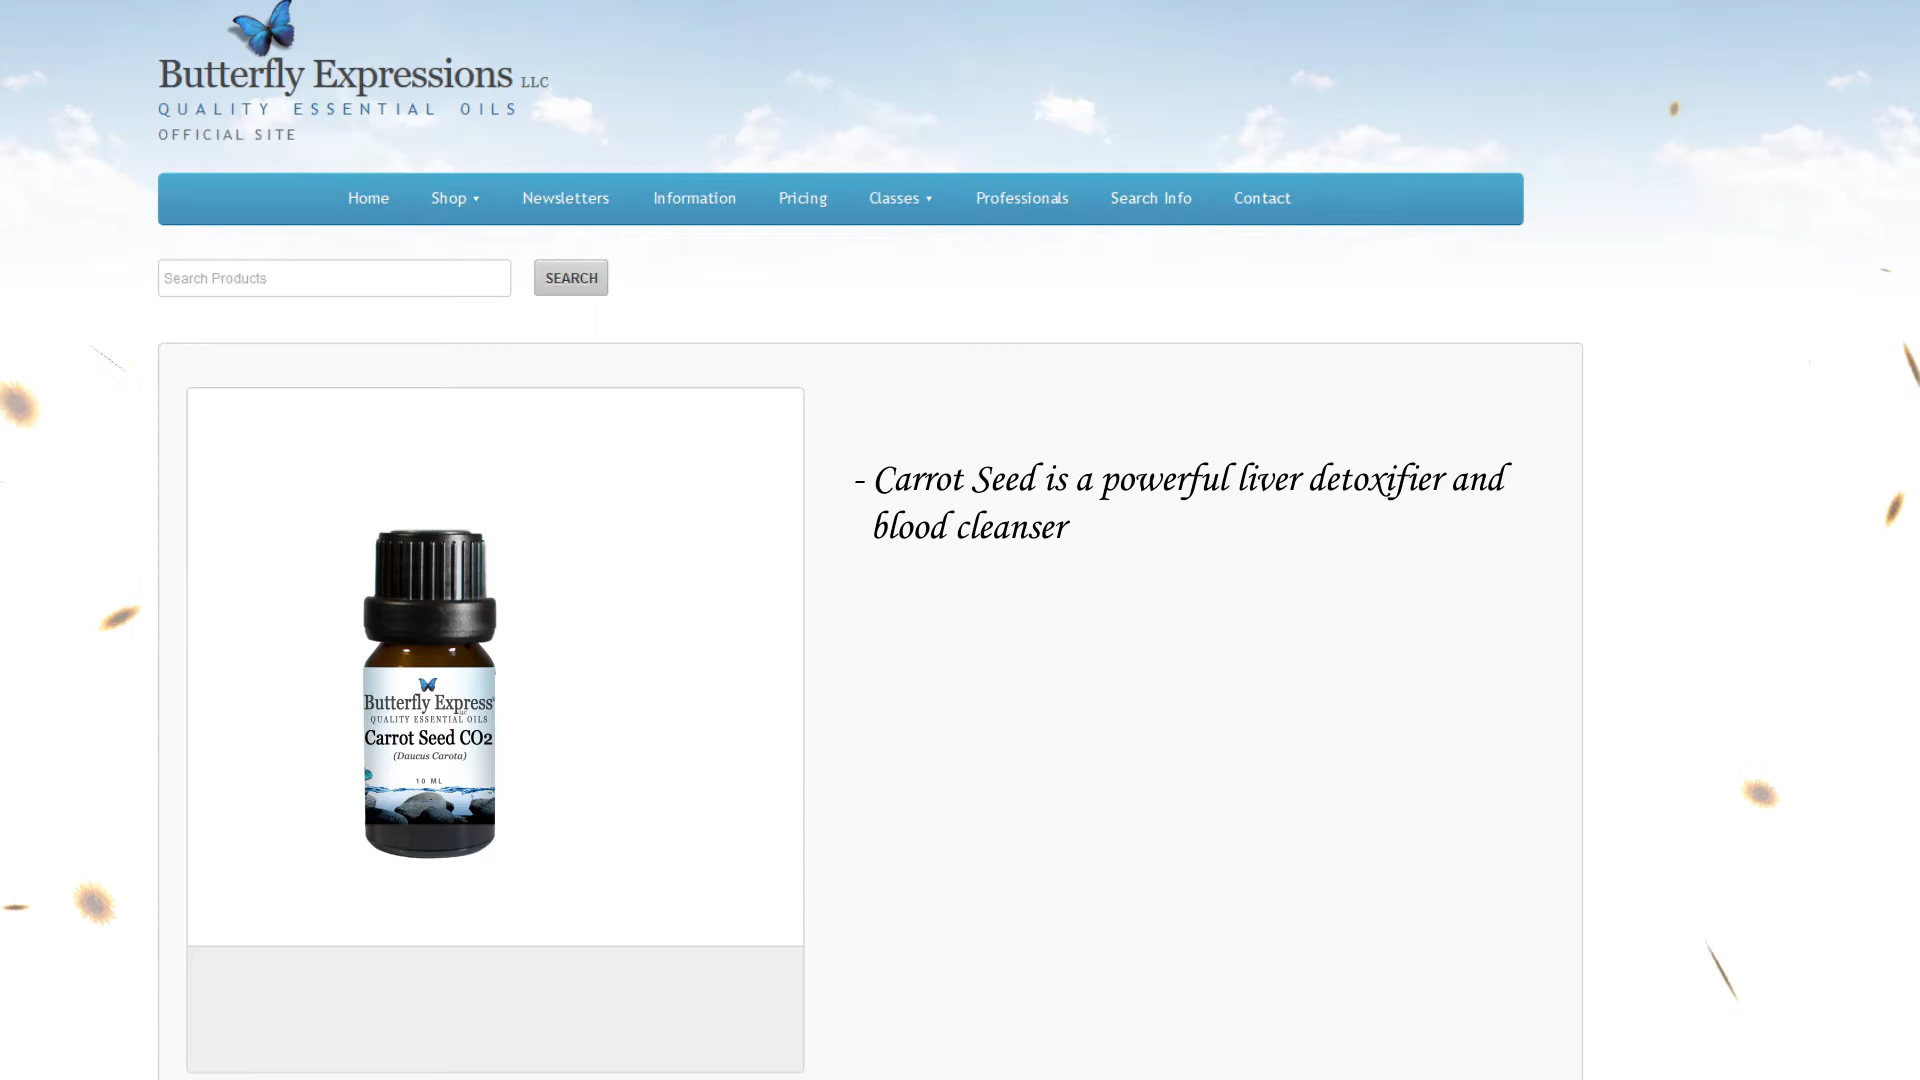 Butterfly Expressions LLC
QUALITY ESSENTIAL OILS
OFFICIAL SITE
Home Shop ▾ Newsletters Information Pricing Classes ▾ Professionals Search Info Contact
Search Products SEARCH
- Carrot Seed is a powerful liver detoxifier and
blood cleanser
Butterfly Express
LLC
QUALITY ESSENTIAL OILS
Carrot Seed CO2
(Daucus Carota)
10 ML